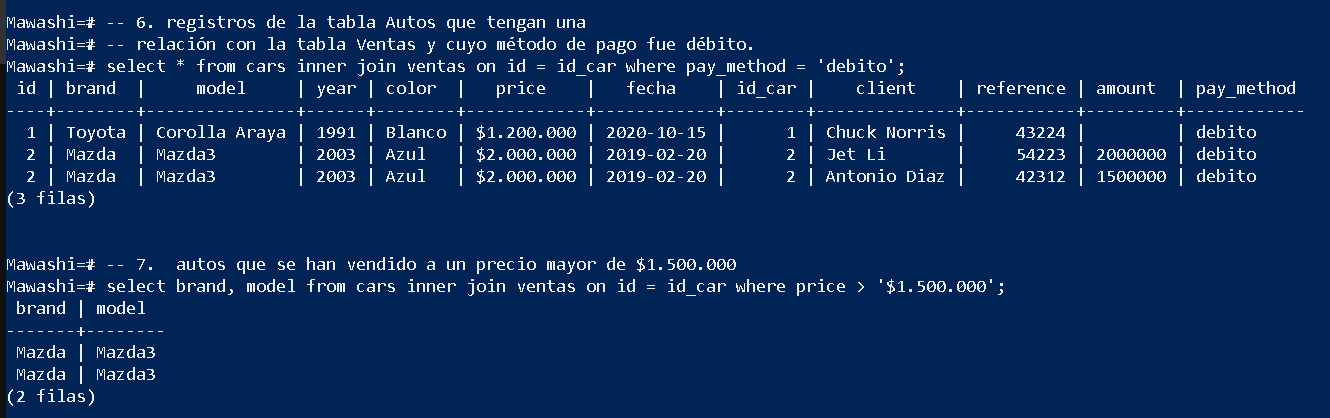 Mawashi=# -- 6. registros de la tabla Autos que tengan una
Mawashi=# -- relación con la tabla Ventas y cuyo método de pago fue débito.
Mawashi=# select * from cars inner join ventas on id = id_car where pay_method = 'debito';
 id | brand  |     model     | year | color  |   price    |   fecha    | id_car |    client    | reference | amount  | pay_method
----+--------+---------------+------+--------+------------+------------+--------+--------------+-----------+---------+------------
  1 | Toyota | Corolla Araya | 1991 | Blanco | $1.200.000 | 2020-10-15 |      1 | Chuck Norris |     43224 |         | debito
  2 | Mazda  | Mazda3        | 2003 | Azul   | $2.000.000 | 2019-02-20 |      2 | Jet Li       |     54223 | 2000000 | debito
  2 | Mazda  | Mazda3        | 2003 | Azul   | $2.000.000 | 2019-02-20 |      2 | Antonio Diaz |     42312 | 1500000 | debito
(3 filas)
Mawashi=# -- 7.  autos que se han vendido a un precio mayor de $1.500.000
Mawashi=# select brand, model from cars inner join ventas on id = id_car where price > '$1.500.000';
 brand | model
-------+--------
 Mazda | Mazda3
 Mazda | Mazda3
(2 filas)